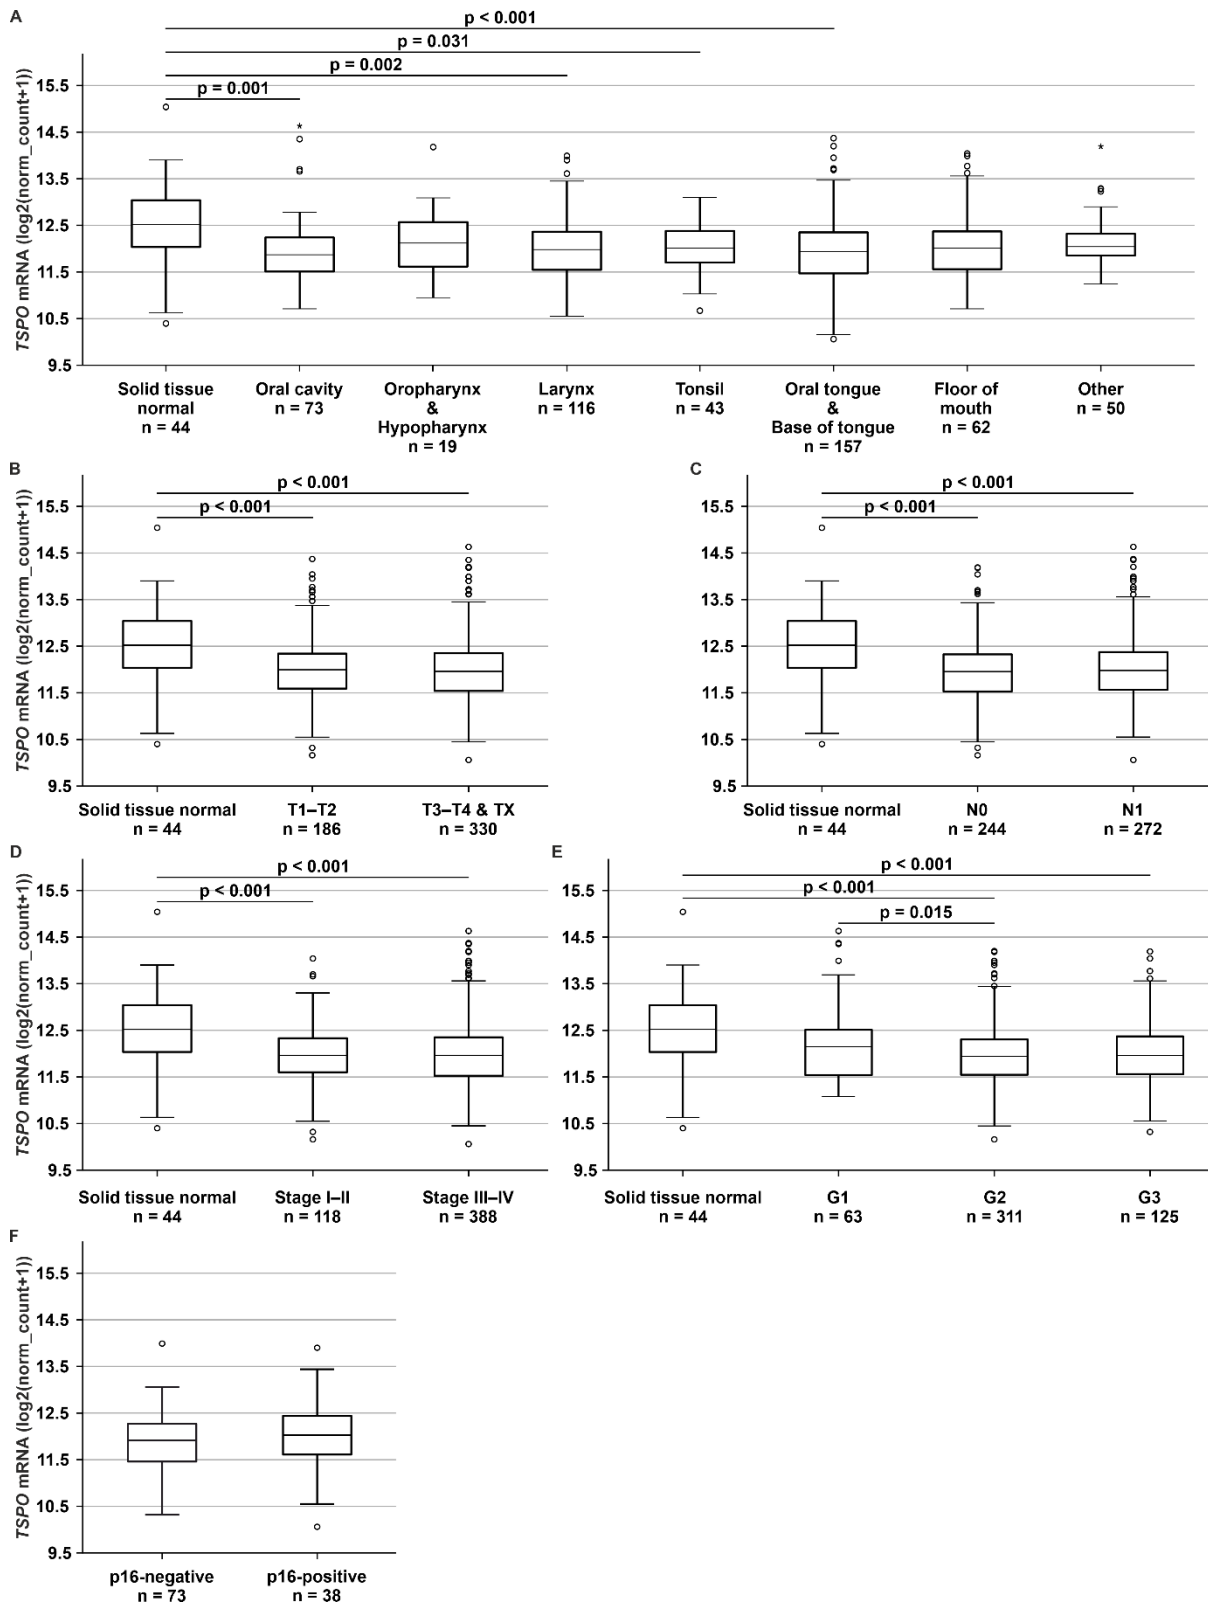 A
p < 0.001
p = 0.031
p = 0.002
p = 0.001
TSPO mRNA (log2(norm_count+1))
15.5
14.5
13.5
12.5
11.5
10.5
9.5
Solid tissue
normal
n = 44
Oral cavity
n = 73
Oropharynx
&
Hypopharynx
n = 19
Larynx
n = 116
Tonsil
n = 43
Oral tongue
&
Base of tongue
n = 157
Floor of
mouth
n = 62
Other
n = 50
B
p < 0.001
p < 0.001
TSPO mRNA (log2(norm_count+1))
15.5
14.5
13.5
12.5
11.5
10.5
9.5
Solid tissue normal
n = 44
T1–T2
n = 186
T3–T4 & TX
n = 330
C
p < 0.001
p < 0.001
15.5
14.5
13.5
12.5
11.5
10.5
9.5
Solid tissue normal
n = 44
N0
n = 244
N1
n = 272
D
p < 0.001
p < 0.001
TSPO mRNA (log2(norm_count+1))
15.5
14.5
13.5
12.5
11.5
10.5
9.5
Solid tissue normal
n = 44
Stage I–II
n = 118
Stage III–IV
n = 388
E
p < 0.001
p < 0.001
p = 0.015
15.5
14.5
13.5
12.5
11.5
10.5
9.5
Solid tissue normal
n = 44
G1
n = 63
G2
n = 311
G3
n = 125
F
TSPO mRNA (log2(norm_count+1))
15.5
14.5
13.5
12.5
11.5
10.5
9.5
p16-negative
n = 73
p16-positive
n = 38